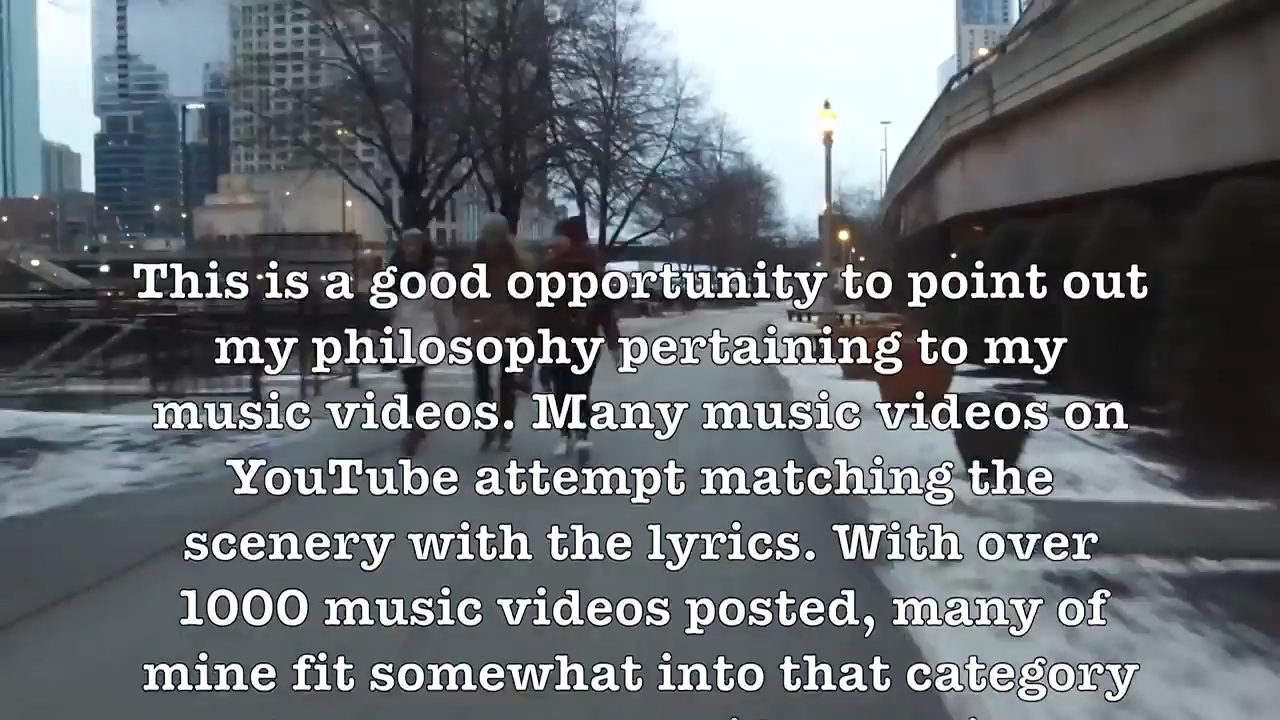 This is a good opportunity to point out
my philosophy pertaining to my
music videos. Many music videos on
YouTube attempt matching the
scenery with the lyrics. With over
1000 music videos posted, many of
mine fit somewhat into that category